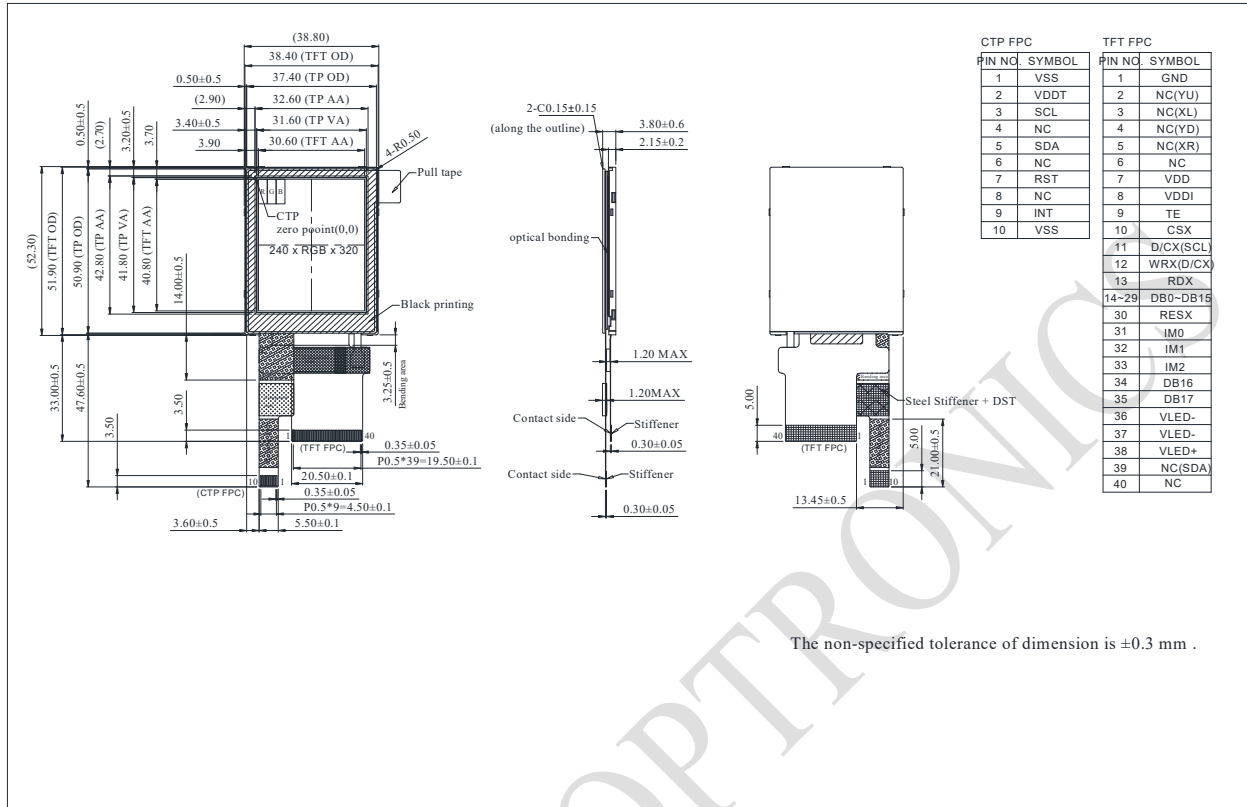 (38.80)
38.40 (TFT OD)
0.50±0.5
37.40 (TP OD)
(2.90)
32.60 (TP AA)
3.40±0.5
31.60 (TP VA)
3.90
30.60 (TFT AA)
0.50±0.5
(2.70)
3.20±0.5
3.70
4-R0.50
Pull tape
R G B
CTP
zero pooint(0,0)
240 x RGB x 320
Black printing
(52.30)
51.90 (TFT OD)
50.90 (TP OD)
42.80 (TP AA)
41.80 (TP VA)
40.80 (TFT AA)
14.00±0.5
33.00±0.5
47.60±0.5
3.50
3.50
3.25±0.5
Bending area
1
40
(TFT FPC)
0.35±0.05
P0.5*39=19.50±0.1
20.50±0.1
10
1
(CTP FPC)
0.35±0.05
P0.5*9=4.50±0.1
3.60±0.5
5.50±0.1
2-C0.15±0.15
(along the outline)
3.80±0.6
2.15±0.2
optical bonding
1.20 MAX
1.20MAX
Contact side
Stiffener
0.30±0.05
Contact side
Stiffener
0.30±0.05
Bending area
Steel Stiffener + DST
5.00
40
1
(TFT FPC)
5.00
21.00±0.5
1
10
13.45±0.5
CTP FPC
PIN NO. SYMBOL
1 VSS
2 VDDT
3 SCL
4 NC
5 SDA
6 NC
7 RST
8 NC
9 INT
10 VSS
TFT FPC
PIN NO. SYMBOL
1 GND
2 NC(YU)
3 NC(XL)
4 NC(YD)
5 NC(XR)
6 NC
7 VDD
8 VDDI
9 TE
10 CSX
11 D/CX(SCL)
12 WRX(D/CX)
13 RDX
14~29 DB0~DB15
30 RESX
31 IM0
32 IM1
33 IM2
34 DB16
35 DB17
36 VLED-
37 VLED-
38 VLED+
39 NC(SDA)
40 NC
The non-specified tolerance of dimension is ±0.3 mm .
OPTRONICS